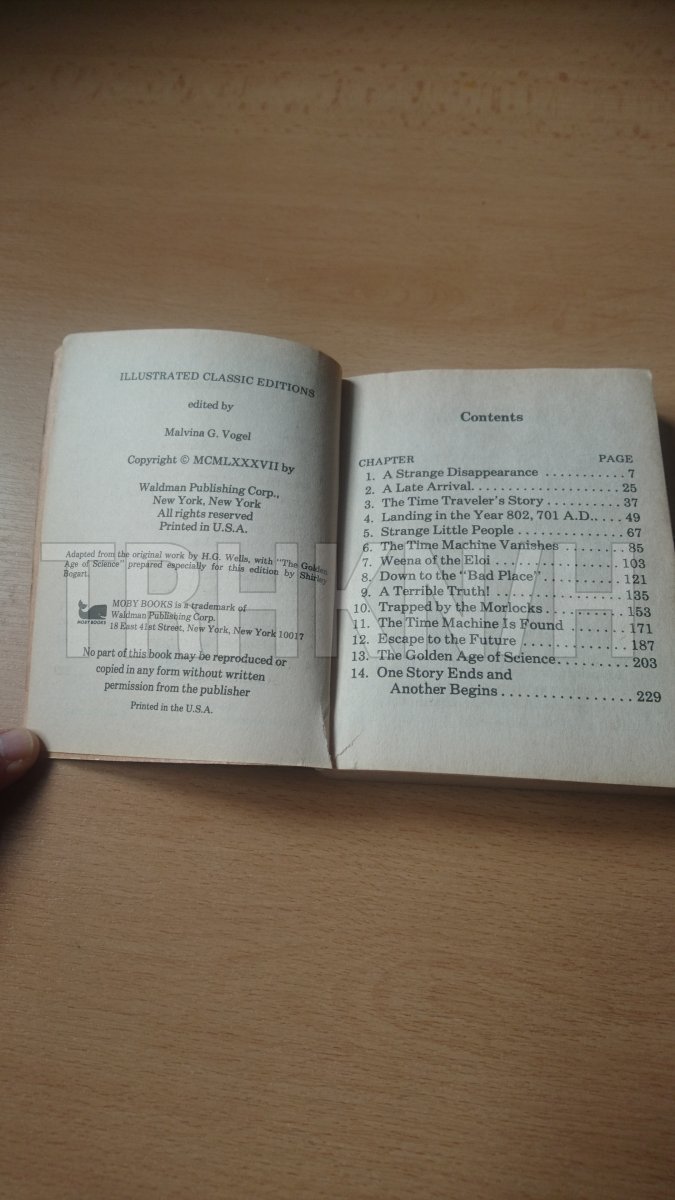 ILLUSTRATED CLASSIC EDITIONS
edited by
Malvina G. Vogel
Copyright © MCMLXXXVII by
Waldman Publishing Corp.,
New York, New York
All rights reserved
Printed in U.S.A.
Adapted from the original work by H.G. Wells, with "The Golden
Age of Science" prepared especially for this edition by Shirley
Bogart.
MOBY BOOKS
MOBY BOOKS is a trademark of
Waldman Publishing Corp.
18 East 41st Street, New York, New York 10017
No part of this book may be reproduced or
copied in any form without written
permission from the publisher
Printed in the U.S.A.
Contents
CHAPTER PAGE
1. A Strange Disappearance . . . . . . . . . . 7
2. A Late Arrival. . . . . . . . . . . . . . . . . . . 25
3. The Time Traveler's Story . . . . . . . . . . 37
4. Landing in the Year 802, 701 A.D.. . . . 49
5. Strange Little People . . . . . . . . . . . . . . 67
6. The Time Machine Vanishes . . . . . . . . 85
7. Weena of the Eloi . . . . . . . . . . . . . . . . 103
8. Down to the "Bad Place" . . . . . . . . . . . 121
9. A Terrible Truth! . . . . . . . . . . . . . . . . . 135
10. Trapped by the Morlocks . . . . . . . . . . . 153
11. The Time Machine Is Found . . . . . . . . 171
12. Escape to the Future . . . . . . . . . . . . . . 187
13. The Golden Age of Science. . . . . . . . . 203
14. One Story Ends and
Another Begins . . . . . . . . . . . . . . . . 229